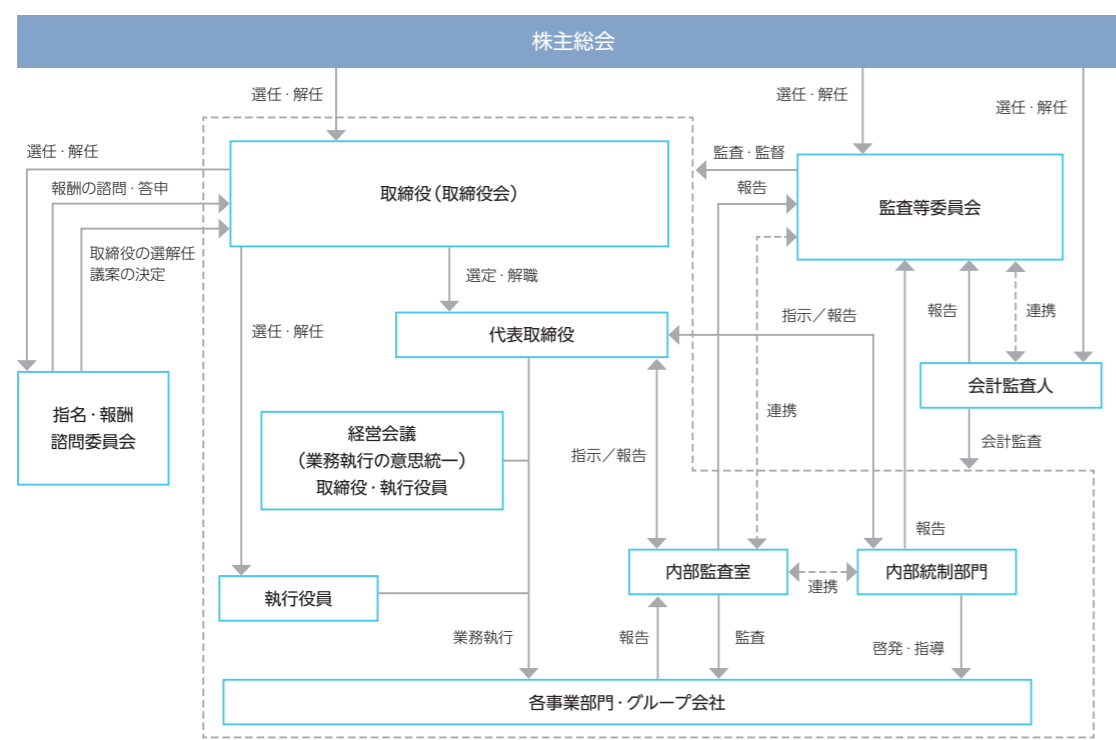 株主総会
選任・解任
選任・解任
選任・解任
選任・解任
報酬の諮問・答申
取締役の選解任
議案の決定
取締役（取締役会）
監査・監督
報告
監査等委員会
選定・解職
選任・解任
代表取締役
指示／報告
報告
連携
会計監査人
指名・報酬
諮問委員会
経営会議
（業務執行の意思統一）
取締役・執行役員
連携
指示／報告
会計監査
報告
内部監査室
連携
内部統制部門
執行役員
業務執行
報告
監査
啓発・指導
各事業部門・グループ会社